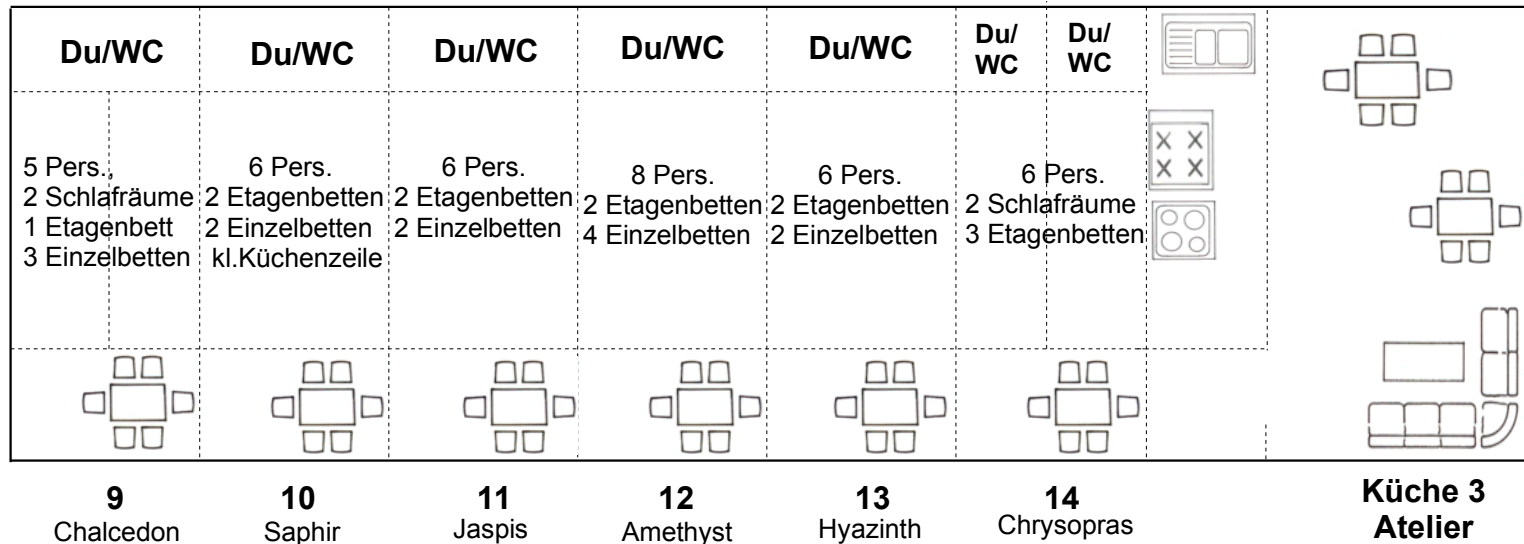 Du/WC
Du/WC
Du/WC
Du/WC
Du/WC
Du/
WC
Du/
WC
5 Pers.,
2 Schlafräume
1 Etagenbett
3 Einzelbetten
6 Pers.
2 Etagenbetten
2 Einzelbetten
kl.Küchenzeile
6 Pers.
2 Etagenbetten
2 Einzelbetten
8 Pers.
2 Etagenbetten
4 Einzelbetten
6 Pers.
2 Etagenbetten
2 Einzelbetten
6 Pers.
2 Schlafräume
3 Etagenbetten
9
Chalcedon
10
Saphir
11
Jaspis
12
Amethyst
13
Hyazinth
14
Chrysopras
Küche 3
Atelier